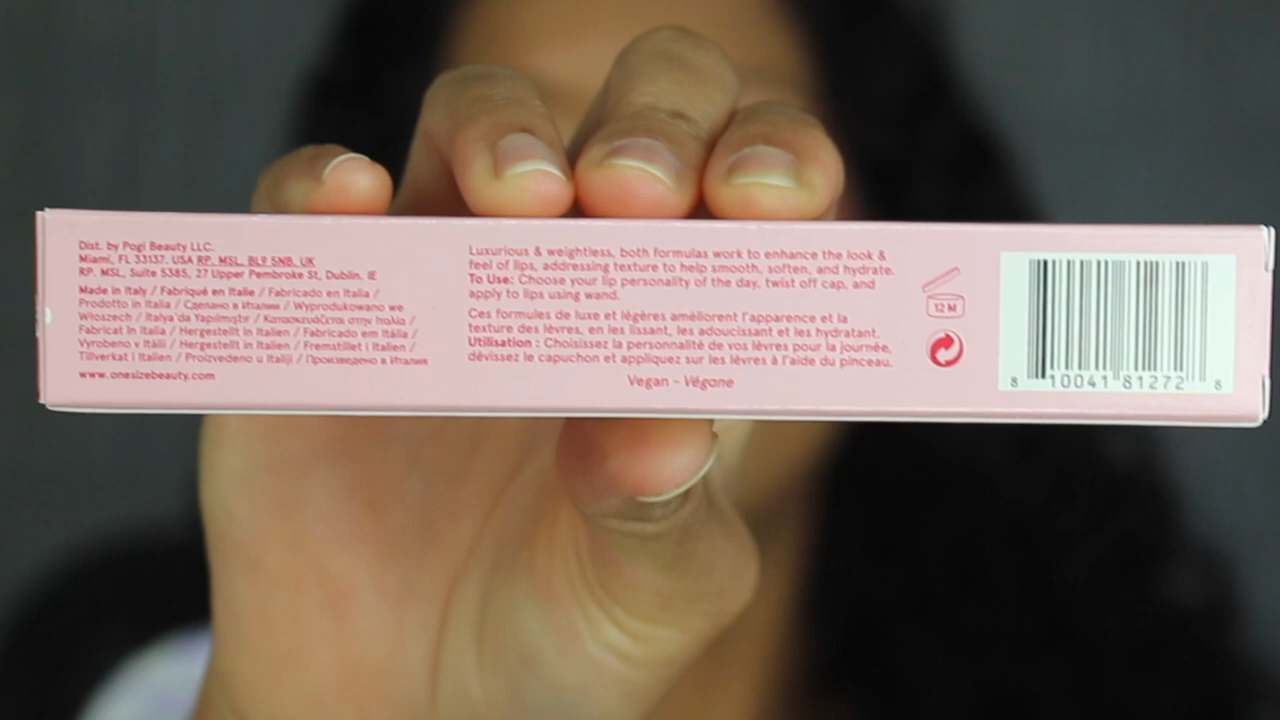 Dist. by Pogi Beauty LLC.
Miami, FL 33137. USA RP. MSL, BL9 5NB, UK
RP. MSL, Suite 5385, 27 Upper Pembroke St, Dublin, IE
Made in Italy / Fabriqué en Italie / Fabricado en Italia /
Prodotto in Italia / Сделано в Италии / Wyprodukowano we
Włoszech / İtalya'da Yapılmıştır / Κατασκευάζεται στην Ιταλία /
Fabricat în Italia / Hergestellt in Italien / Fabricado em Itália /
Vyrobeno v Itálii / Hergestellt in Italien / Fremstillet i Italien /
Tillverkat i Italien / Proizvedeno u Italiji / Произведено в Италия
www.onesizebeauty.com
Luxurious & weightless, both formulas work to enhance the look &
feel of lips, addressing texture to help smooth, soften, and hydrate.
To Use: Choose your lip personality of the day, twist off cap, and
apply to lips using wand.
Ces formules de luxe et légères améliorent l'apparence et la
texture des lèvres, en les lissant, les adoucissant et les hydratant.
Utilisation : Choisissez la personnalité de vos lèvres pour la journée,
dévissez le capuchon et appliquez sur les lèvres à l'aide du pinceau.
Vegan - Végane
12 M
8 10041 81272 8